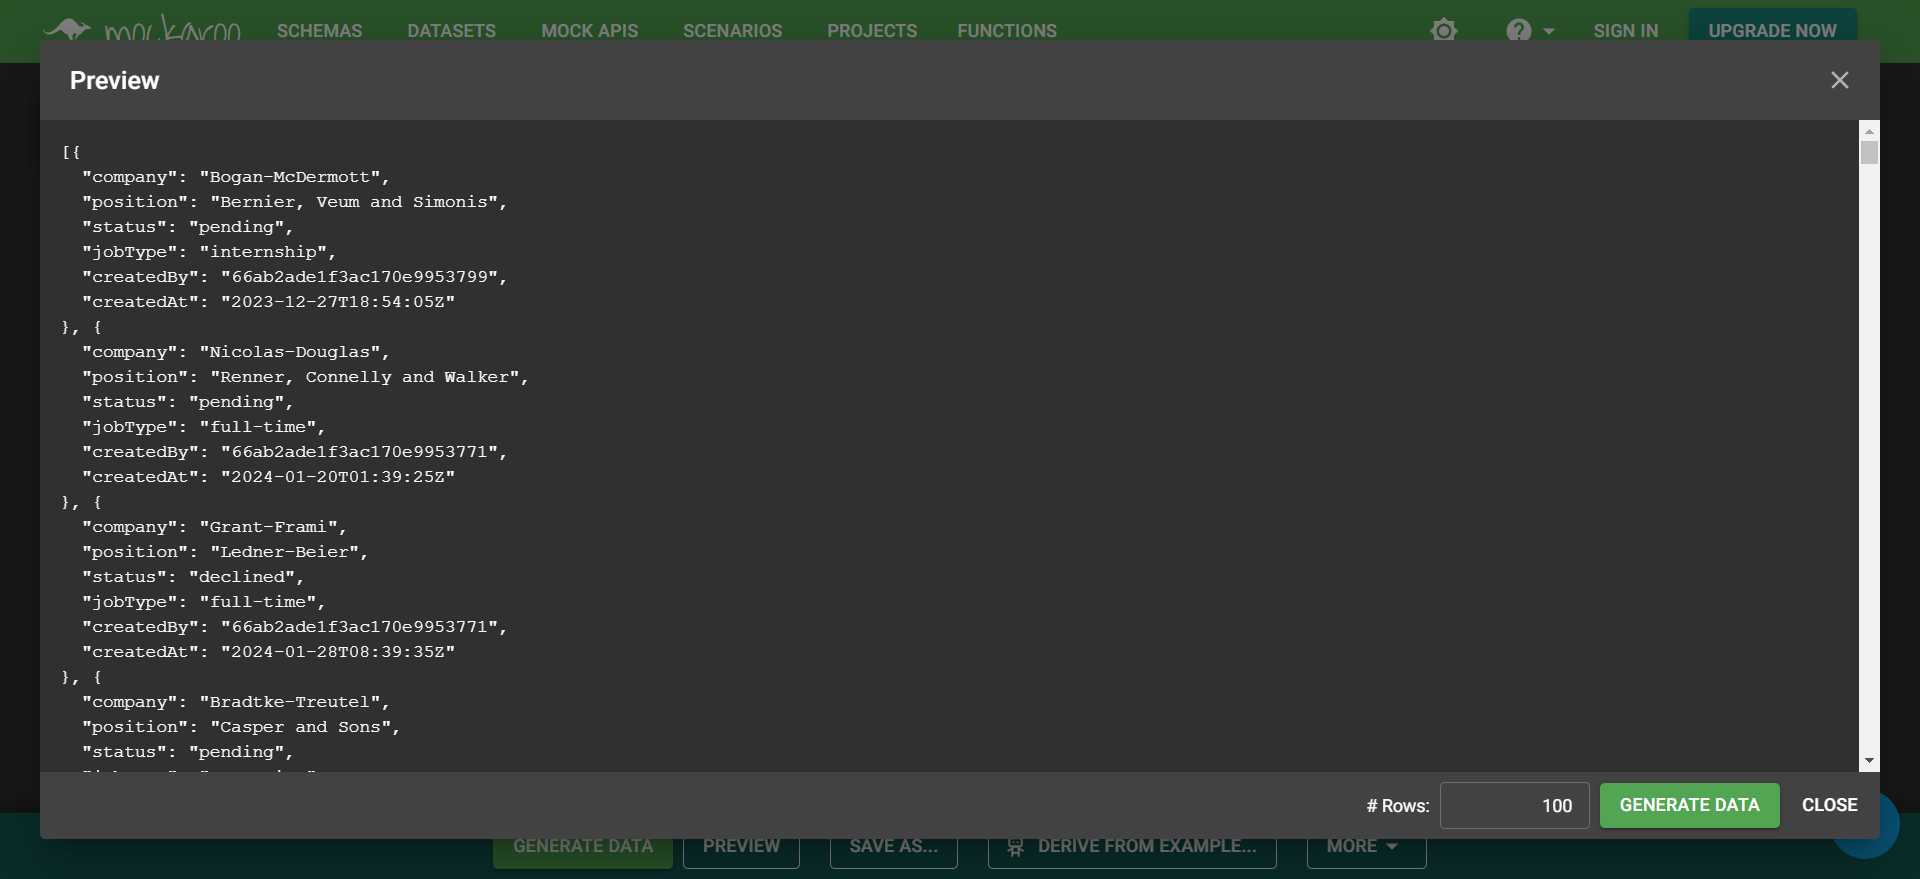 mockaroo SCHEMAS DATASETS MOCK APIS SCENARIOS PROJECTS FUNCTIONS ? SIGN IN UPGRADE NOW
Preview
[{
"company": "Bogan-McDermott",
"position": "Bernier, Veum and Simonis",
"status": "pending",
"jobType": "internship",
"createdBy": "66ab2ade1f3ac170e9953799",
"createdAt": "2023-12-27T18:54:05Z"
}, {
"company": "Nicolas-Douglas",
"position": "Renner, Connelly and Walker",
"status": "pending",
"jobType": "full-time",
"createdBy": "66ab2ade1f3ac170e9953771",
"createdAt": "2024-01-20T01:39:25Z"
}, {
"company": "Grant-Frami",
"position": "Ledner-Beier",
"status": "declined",
"jobType": "full-time",
"createdBy": "66ab2ade1f3ac170e9953771",
"createdAt": "2024-01-28T08:39:35Z"
}, {
"company": "Bradtke-Treutel",
"position": "Casper and Sons",
"status": "pending",
# Rows: 100 GENERATE DATA CLOSE
GENERATE DATA PREVIEW SAVE AS... DERIVE FROM EXAMPLE... MORE